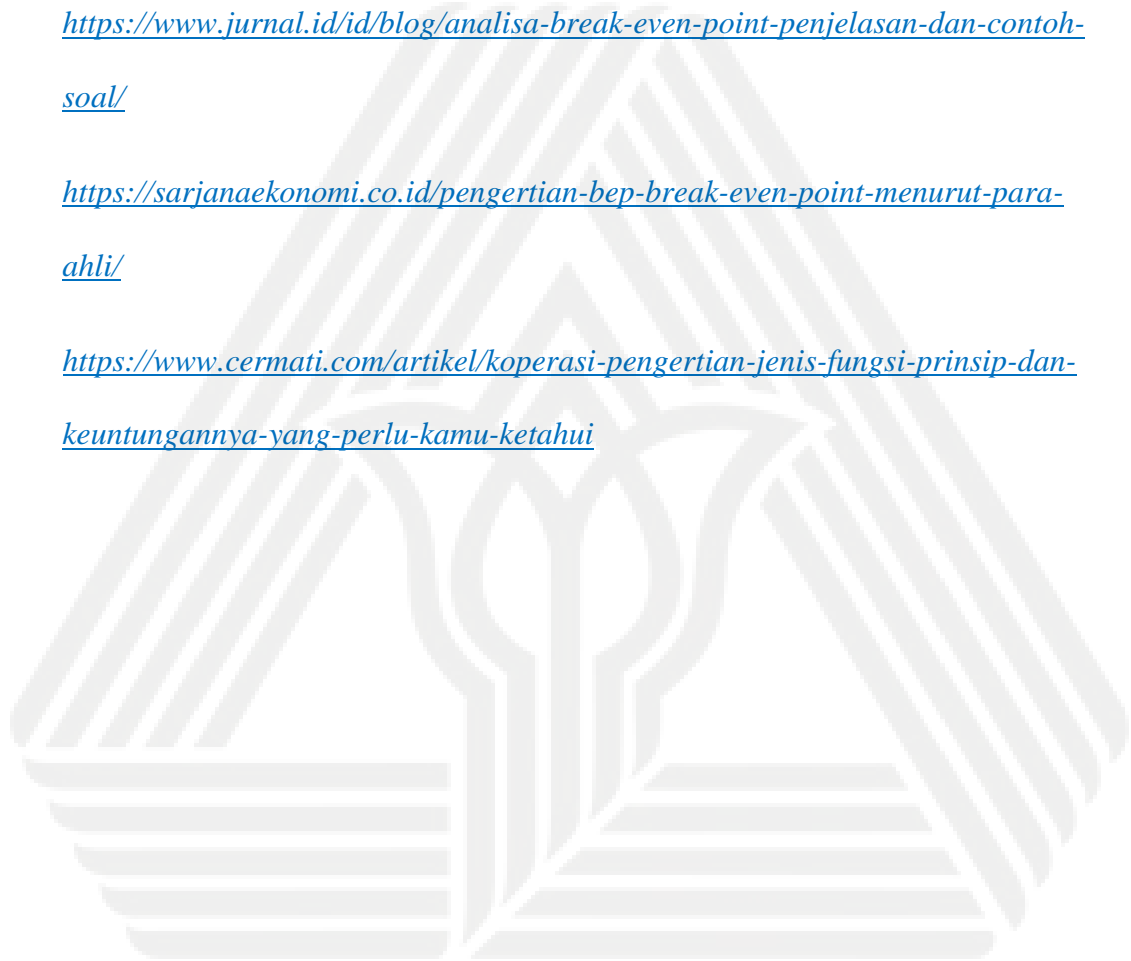 https://www.jurnal.id/id/blog/analisa-break-even-point-penjelasan-dan-contoh-
soal/
https://sarjanaekonomi.co.id/pengertian-bep-break-even-point-menurut-para-
ahli/
https://www.cermati.com/artikel/koperasi-pengertian-jenis-fungsi-prinsip-dan-
keuntungannya-yang-perlu-kamu-ketahui